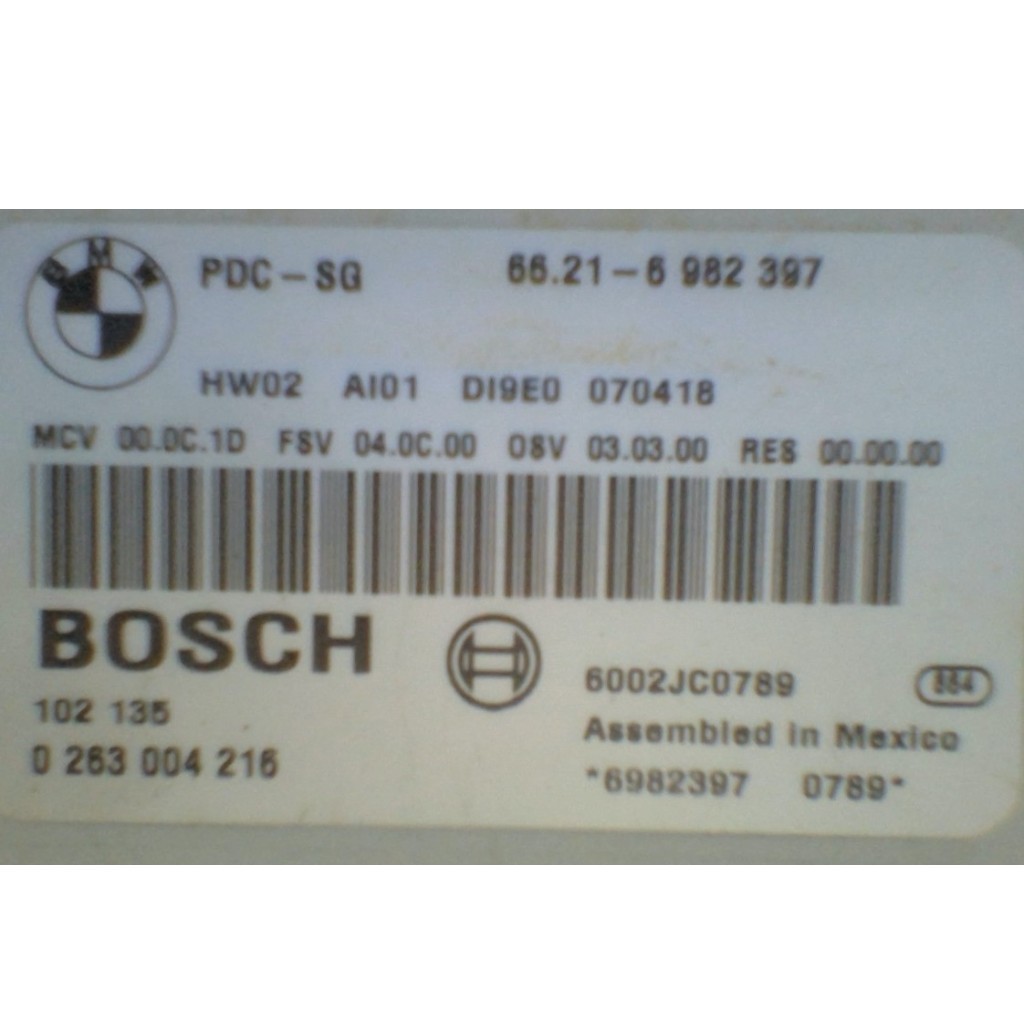 BMW
PDC-SG 66.21-6 982 397
HW02 AI01 DI9E0 070418
MCV 00.0C.1D FSV 04.0C.00 OSV 03.03.00 RES 00.00.00
BOSCH
6002JC0789 884
102 135
Assembled in Mexico
0 263 004 216
*6982397 0789*